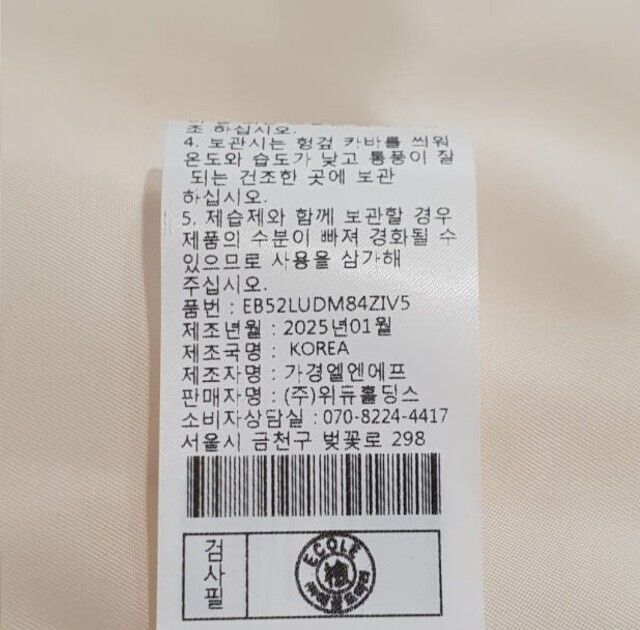 조 하십시오.
4. 보관시는 헝겊 카바를 씌워
온도와 습도가 낮고 통풍이 잘
되는 건조한 곳에 보관
하십시오.
5. 제습제와 함께 보관할 경우
제품의 수분이 빠져 경화될 수
있으므로 사용을 삼가해
주십시오.
품번 : EB52LUDM84ZIV5
제조년월 : 2025년01월
제조국명 : KOREA
제조자명 : 가경엘엔에프
판매자명 : (주)위듀홀딩스
소비자상담실 : 070-8224-4417
서울시 금천구 벚꽃로 298
검사필
ECOLE
檢